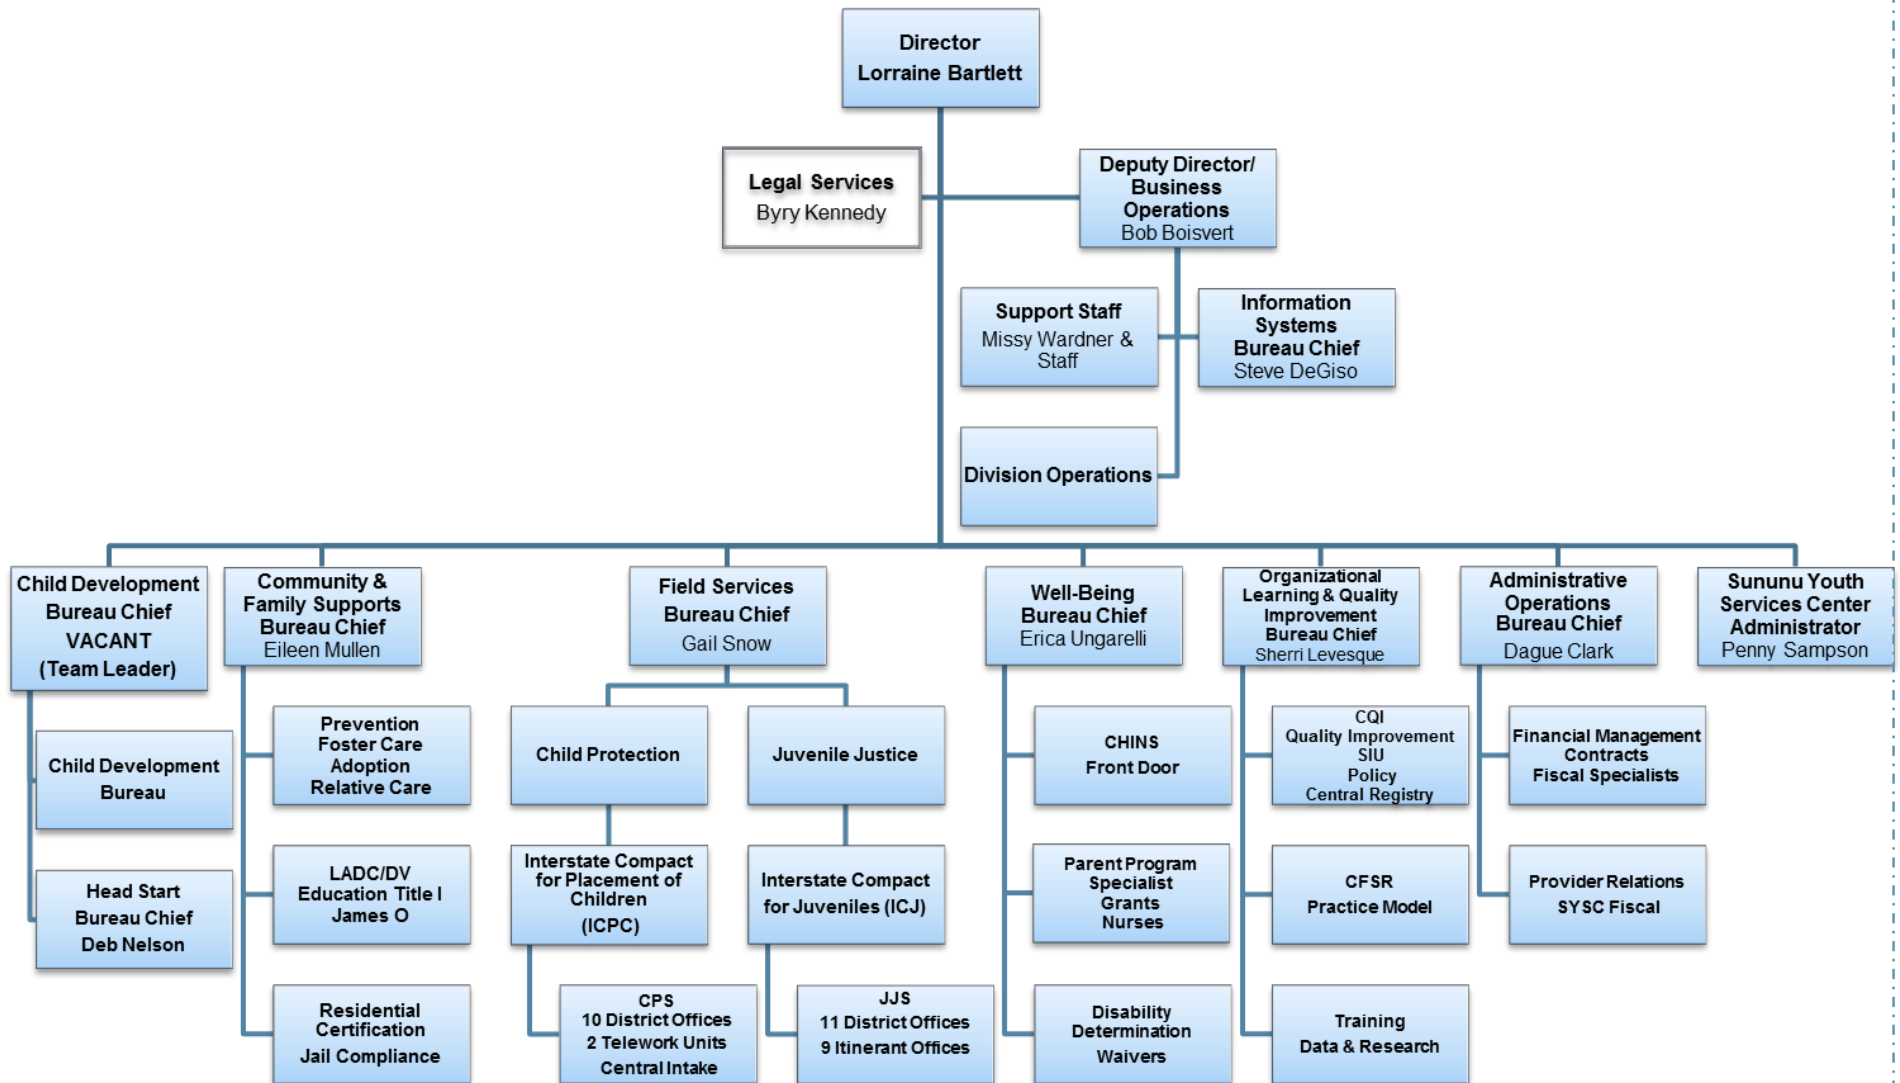 Director
Lorraine Bartlett
Legal Services
Byry Kennedy
Deputy Director/
Business
Operations
Bob Boisvert
Support Staff
Missy Wardner &
Staff
Information
Systems
Bureau Chief
Steve DeGiso
Division Operations
Child Development
Bureau Chief
VACANT
(Team Leader)
Community &
Family Supports
Bureau Chief
Eileen Mullen
Field Services
Bureau Chief
Gail Snow
Well-Being
Bureau Chief
Erica Ungarelli
Organizational
Learning & Quality
Improvement
Bureau Chief
Sherri Levesque
Administrative
Operations
Bureau Chief
Dague Clark
Sununu Youth
Services Center
Administrator
Penny Sampson
Child Development
Bureau
Head Start
Bureau Chief
Deb Nelson
Prevention
Foster Care
Adoption
Relative Care
LADC/DV
Education Title I
James O
Residential
Certification
Jail Compliance
Child Protection
Interstate Compact
for Placement of
Children
(ICPC)
CPS
10 District Offices
2 Telework Units
Central Intake
Juvenile Justice
Interstate Compact
for Juveniles (ICJ)
JJS
11 District Offices
9 Itinerant Offices
CHINS
Front Door
Parent Program
Specialist
Grants
Nurses
Disability
Determination
Waivers
CQI
Quality Improvement
SIU
Policy
Central Registry
CFSR
Practice Model
Training
Data & Research
Financial Management
Contracts
Fiscal Specialists
Provider Relations
SYSC Fiscal